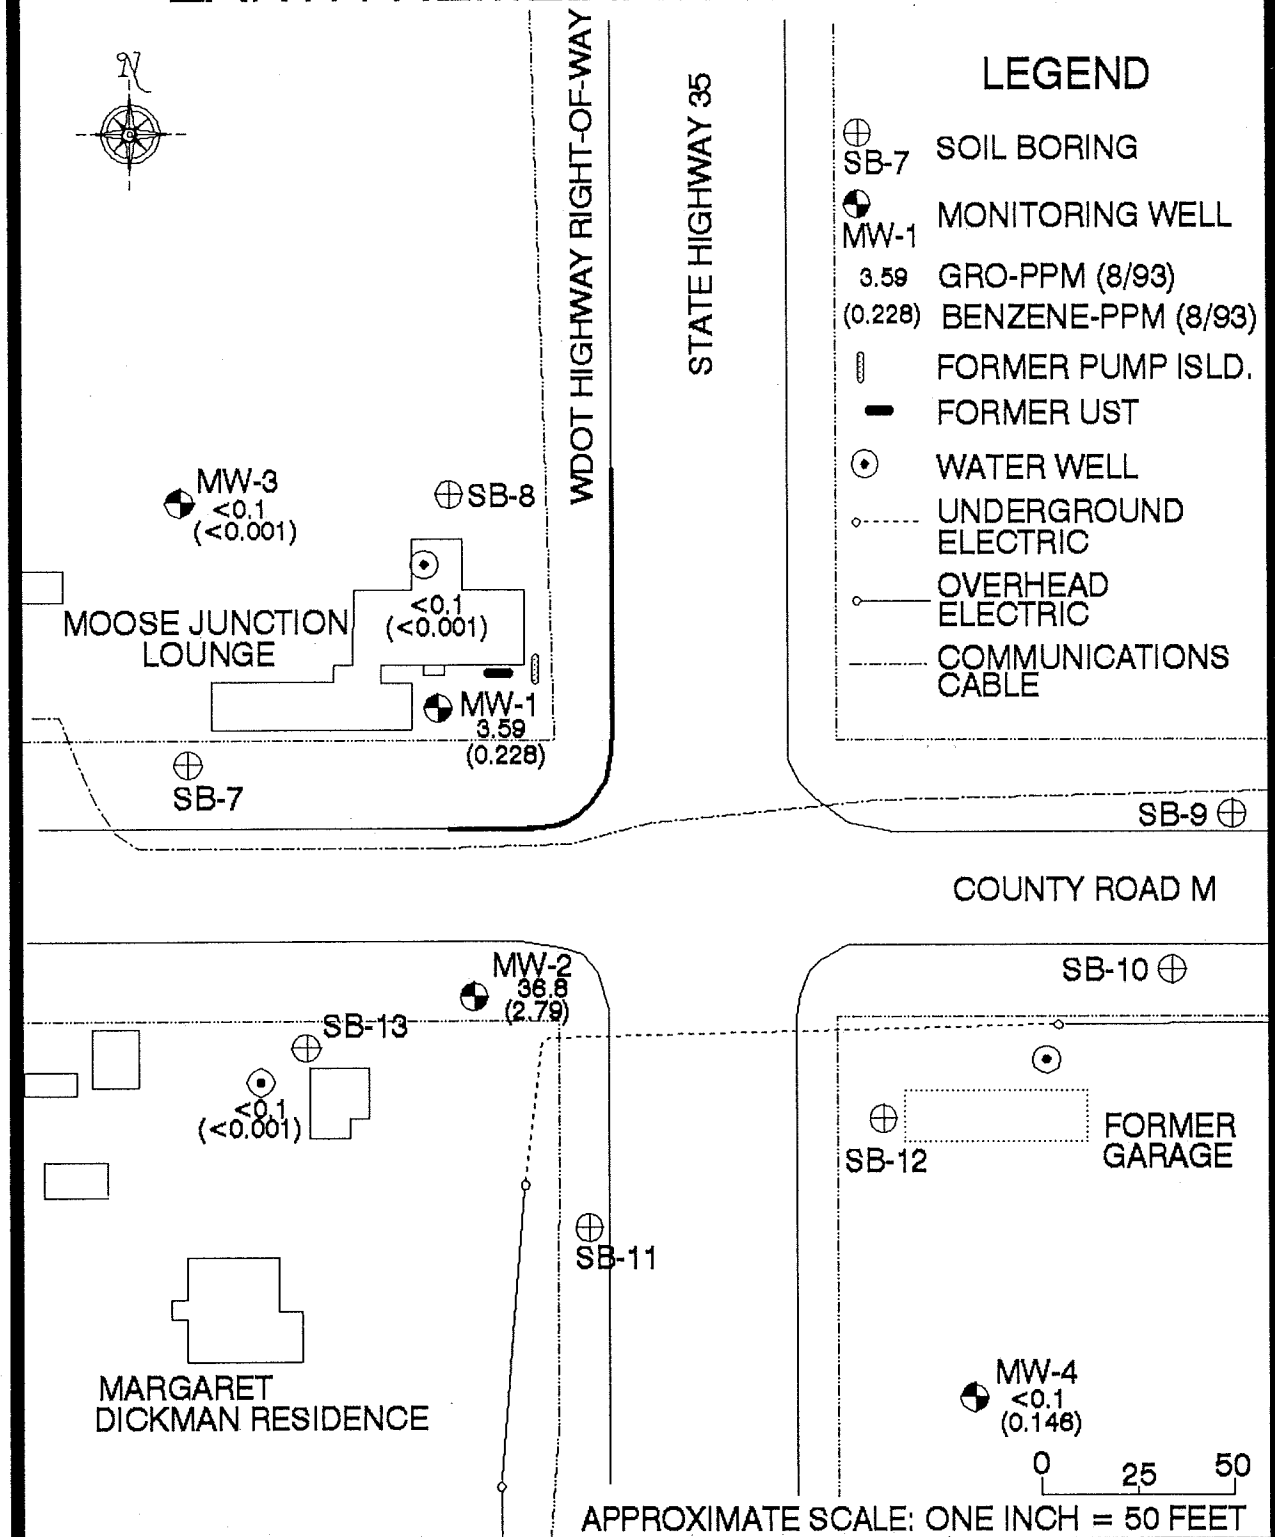 N
WDOT HIGHWAY RIGHT-OF-WAY
STATE HIGHWAY 35
LEGEND
SB-7 SOIL BORING
MW-1 MONITORING WELL
3.59 GRO-PPM (8/93)
(0.228) BENZENE-PPM (8/93)
FORMER PUMP ISLD.
FORMER UST
WATER WELL
UNDERGROUND
ELECTRIC
OVERHEAD
ELECTRIC
COMMUNICATIONS
CABLE
MW-3
<0.1
(<0.001)
SB-8
<0.1
(<0.001)
MOOSE JUNCTION
LOUNGE
MW-1
3.59
(0.228)
SB-7
SB-9
COUNTY ROAD M
MW-2
36.8
(2.79)
SB-10
SB-13
<0.1
(<0.001)
SB-12
FORMER
GARAGE
SB-11
MARGARET
DICKMAN RESIDENCE
MW-4
<0.1
(0.146)
0 25 50
APPROXIMATE SCALE: ONE INCH = 50 FEET